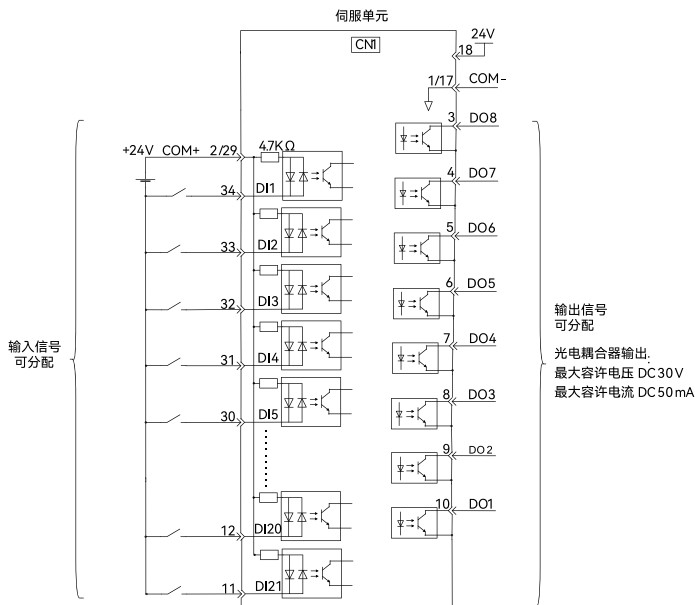 伺服单元
CN1
24V
18
1/17 COM-
3 DO8
+24V COM+ 2/29 4.7KΩ
4 DO7
34 DI1
5 DO6
33 DI2
6 DO5
32 DI3
7 DO4
31 DI4
8 DO3
30 DI5
9 DO2
10 DO1
12 DI20
11 DI21
输入信号
可分配
输出信号
可分配
光电耦合器输出.
最大容许电压 DC30V
最大容许电流 DC50mA